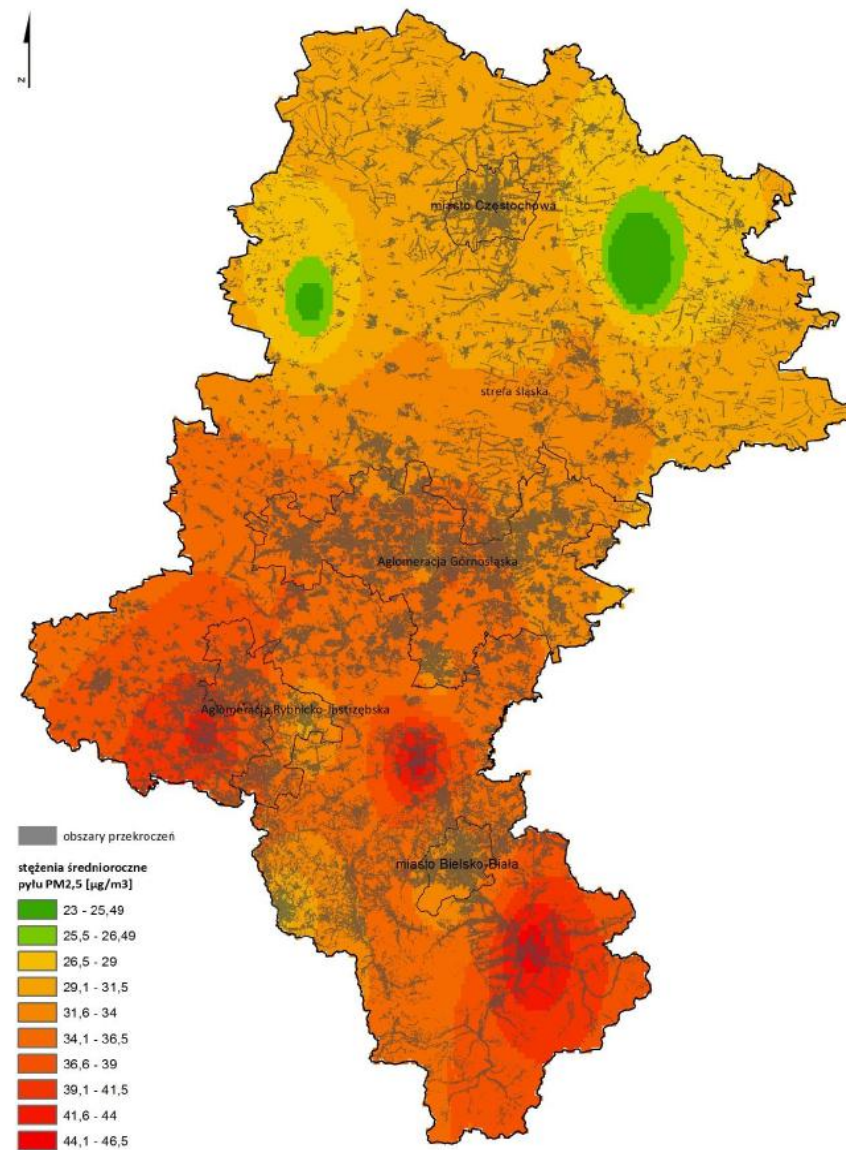 N
miasto Częstochowa
strefa śląska
Aglomeracja Górnośląska
Aglomeracja Rybnicko-Jastrzębska
miasto Bielsko-Biała
obszary przekroczeń
stężenia średnioroczne
pyłu PM2,5 [µg/m3]
23 - 25,49
25,5 - 26,49
26,5 - 29
29,1 - 31,5
31,6 - 34
34,1 - 36,5
36,6 - 39
39,1 - 41,5
41,6 - 44
44,1 - 46,5